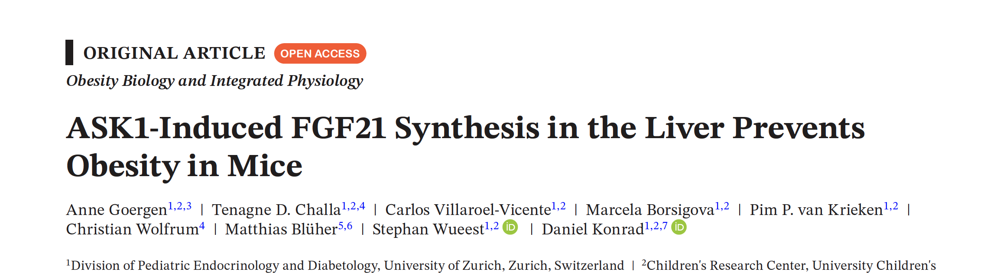 ORIGINAL ARTICLE OPEN ACCESS
Obesity Biology and Integrated Physiology
ASK1-Induced FGF21 Synthesis in the Liver Prevents
Obesity in Mice
Anne Goergen1,2,3 | Tenagne D. Challa1,2,4 | Carlos Villaroel-Vicente1,2 | Marcela Borsigova1,2 | Pim P. van Krieken1,2 |
Christian Wolfrum4 | Matthias Blüher5,6 | Stephan Wueest1,2 iD | Daniel Konrad1,2,7 iD
1Division of Pediatric Endocrinology and Diabetology, University of Zurich, Zurich, Switzerland | 2Children's Research Center, University Children's